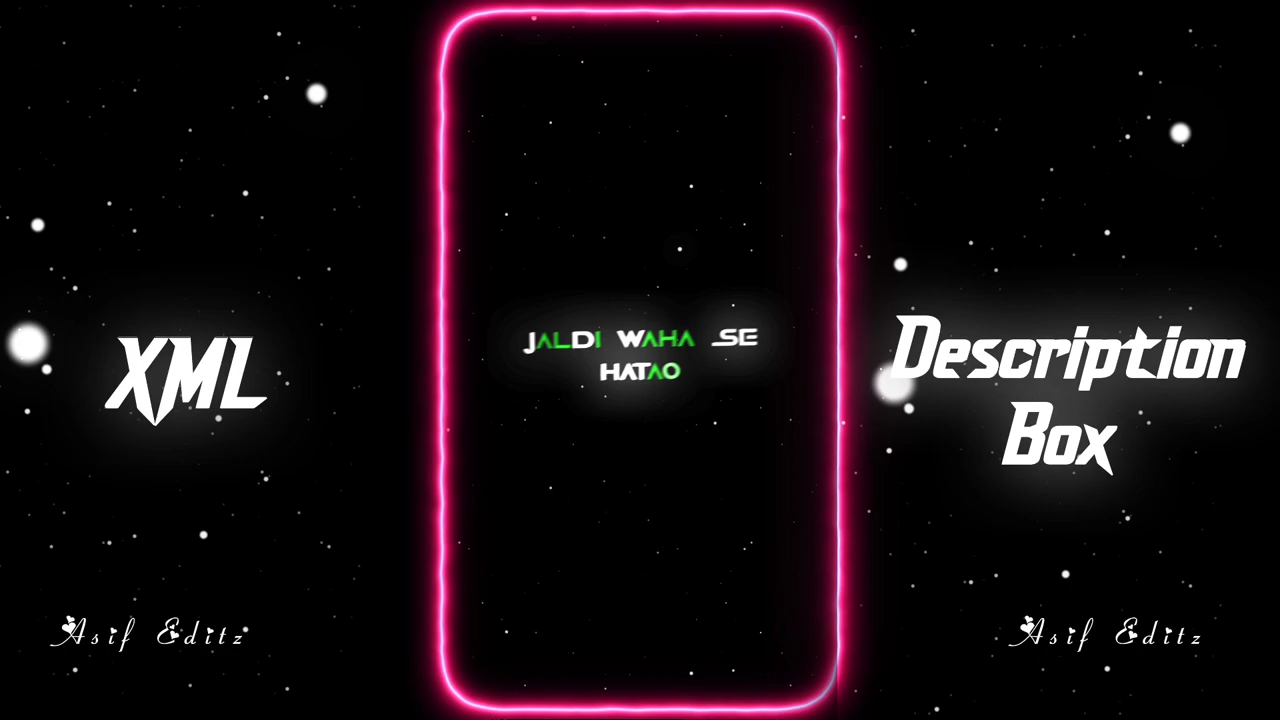 XML
JALDI WAHA SE
HATAO
Description
Box
Asif Editz
Asif Editz